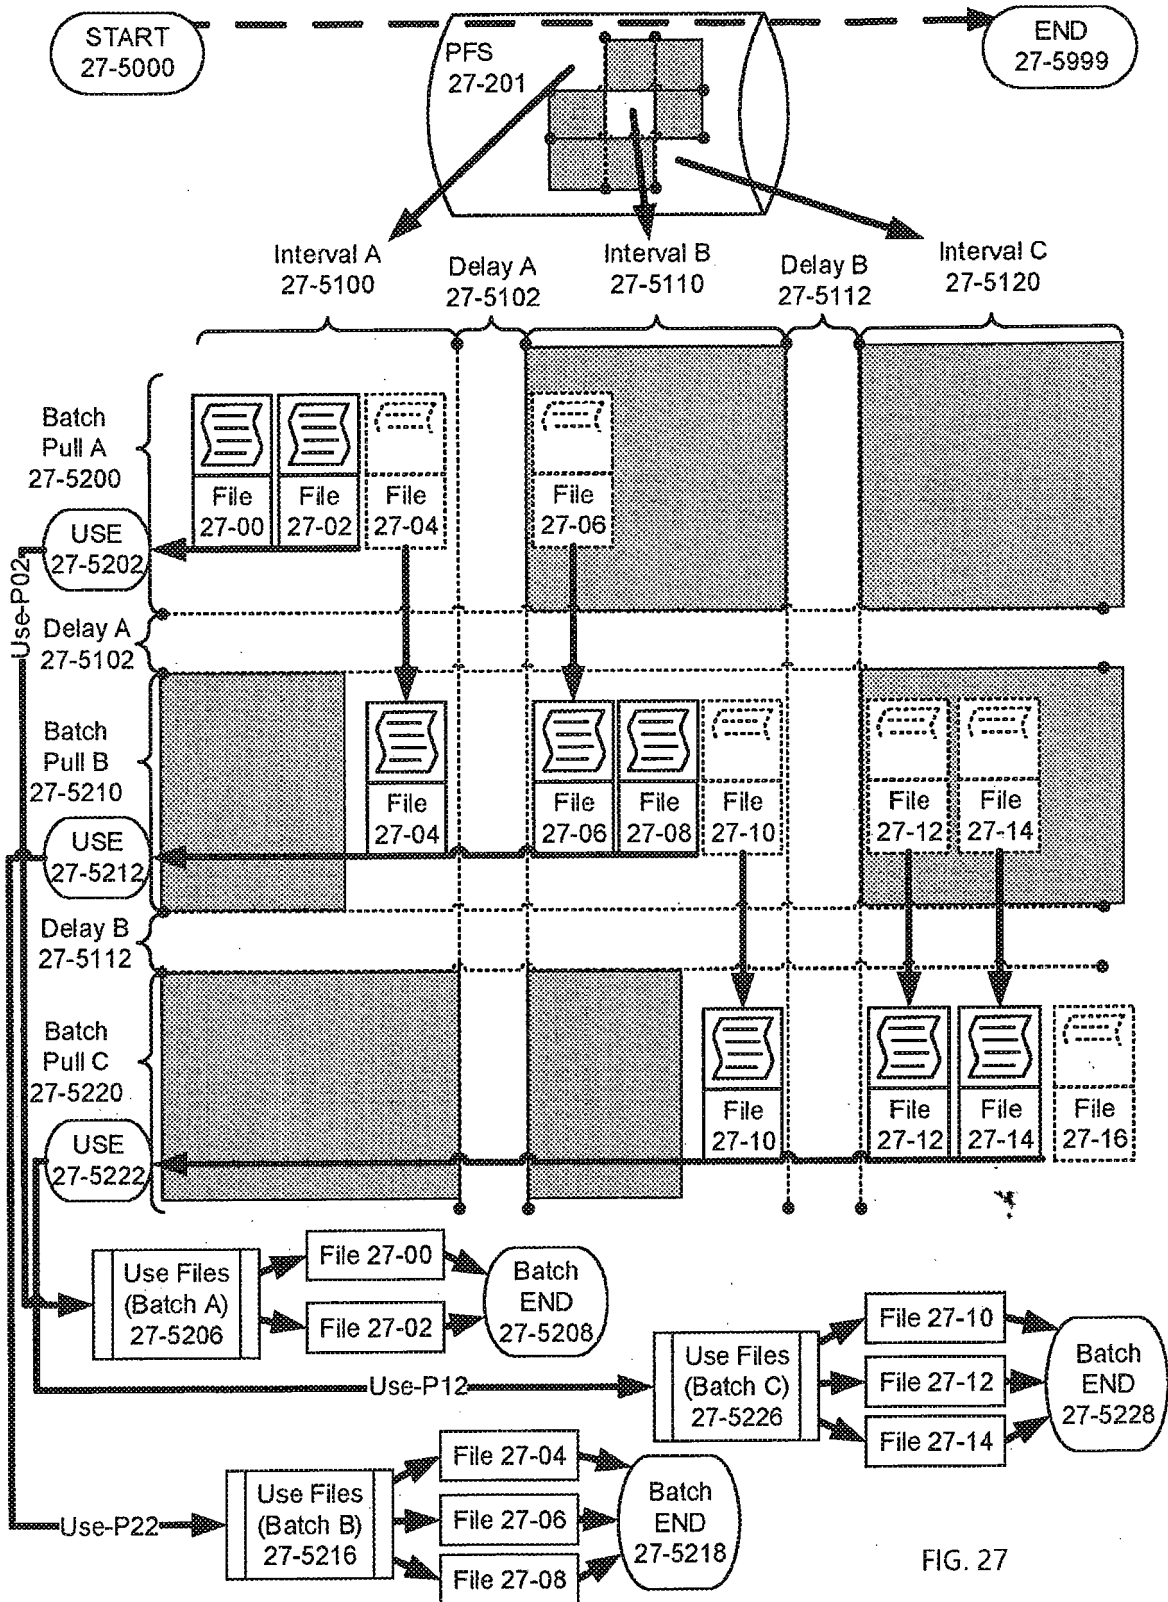 START
27-5000
PFS
27-201
END
27-5999
Interval A
27-5100
Delay A
27-5102
Interval B
27-5110
Delay B
27-5112
Interval C
27-5120
Batch
Pull A
27-5200
File
27-00
File
27-02
File
27-04
File
27-06
USE
27-5202
Use-P02
Delay A
27-5102
Batch
Pull B
27-5210
File
27-04
File
27-06
File
27-08
File
27-10
File
27-12
File
27-14
USE
27-5212
Delay B
27-5112
Batch
Pull C
27-5220
File
27-10
File
27-12
File
27-14
File
27-16
USE
27-5222
Use Files
(Batch A)
27-5206
File 27-00
File 27-02
Batch
END
27-5208
Use-P12
Use Files
(Batch C)
27-5226
File 27-10
File 27-12
File 27-14
Batch
END
27-5228
Use-P22
Use Files
(Batch B)
27-5216
File 27-04
File 27-06
File 27-08
Batch
END
27-5218
FIG. 27